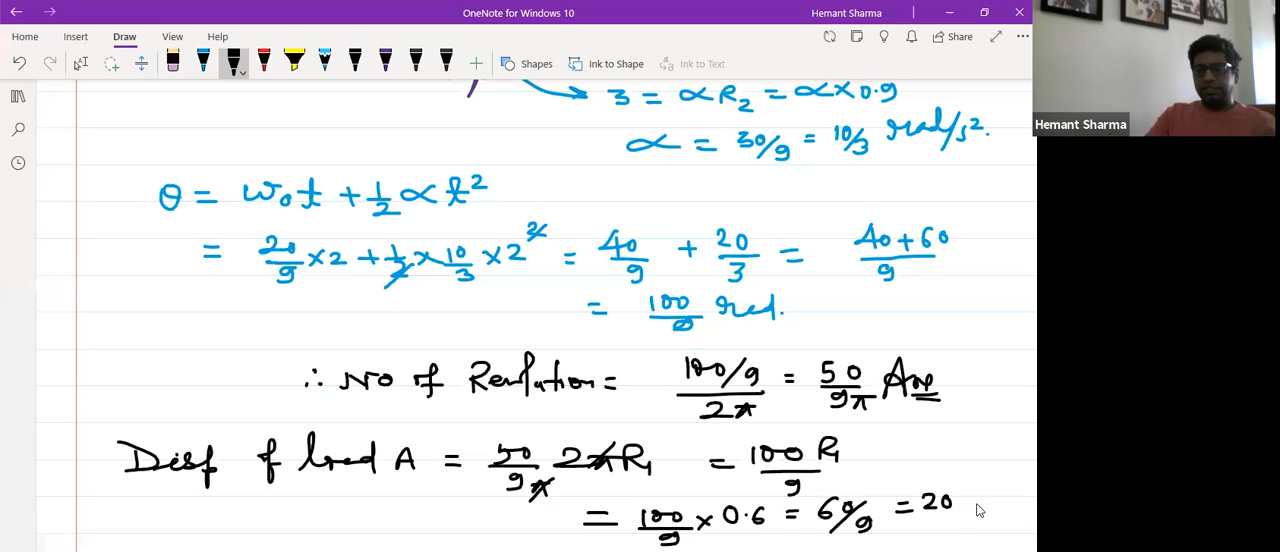 OneNote for Windows 10
Hemant Sharma
Home Insert Draw View Help
Share
Shapes Ink to Shape Ink to Text
Hemant Sharma
3 = αR₂ = α×0.9
α = 30/9 = 10/3 rad/s².
θ = ω₀t + 1/2 αt²
= 20/9 × 2 + 1/2 × 10/3 × 2² = 40/9 + 20/3 = 40+60/9
= 100/9 rad.
∴ No of Revolution = 100/9 / 2π = 50/9π Ans
Disp of load A = 50/9π 2πR₁ = 100 R₁/9
= 100/9 × 0.6 = 60/9 = 20